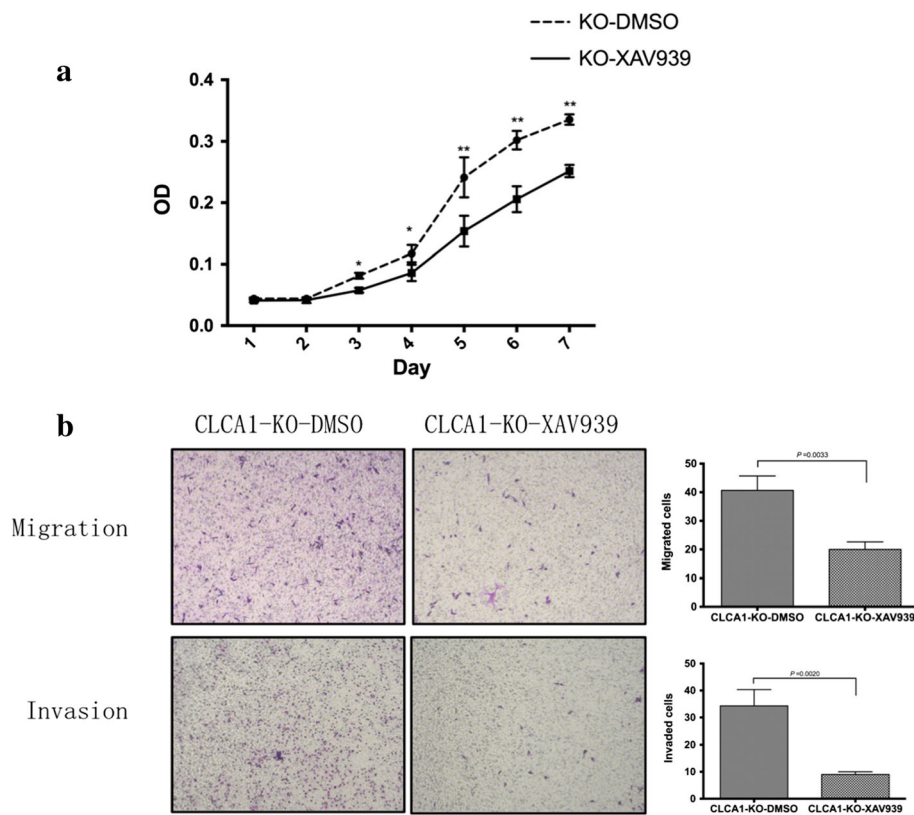 KO-DMSO
KO-XAV939
a
0.4
0.3
0.2
0.1
0.0
OD
* * ** ** **
1 2 3 4 5 6 7
Day
b
CLCA1-KO-DMSO CLCA1-KO-XAV939
Migration
Migrated cells
50
40
30
20
10
0
P =0.0033
CLCA1-KO-DMSO CLCA1-KO-XAV939
Invasion
Invaded cells
50
40
30
20
10
0
P =0.0020
CLCA1-KO-DMSO CLCA1-KO-XAV939